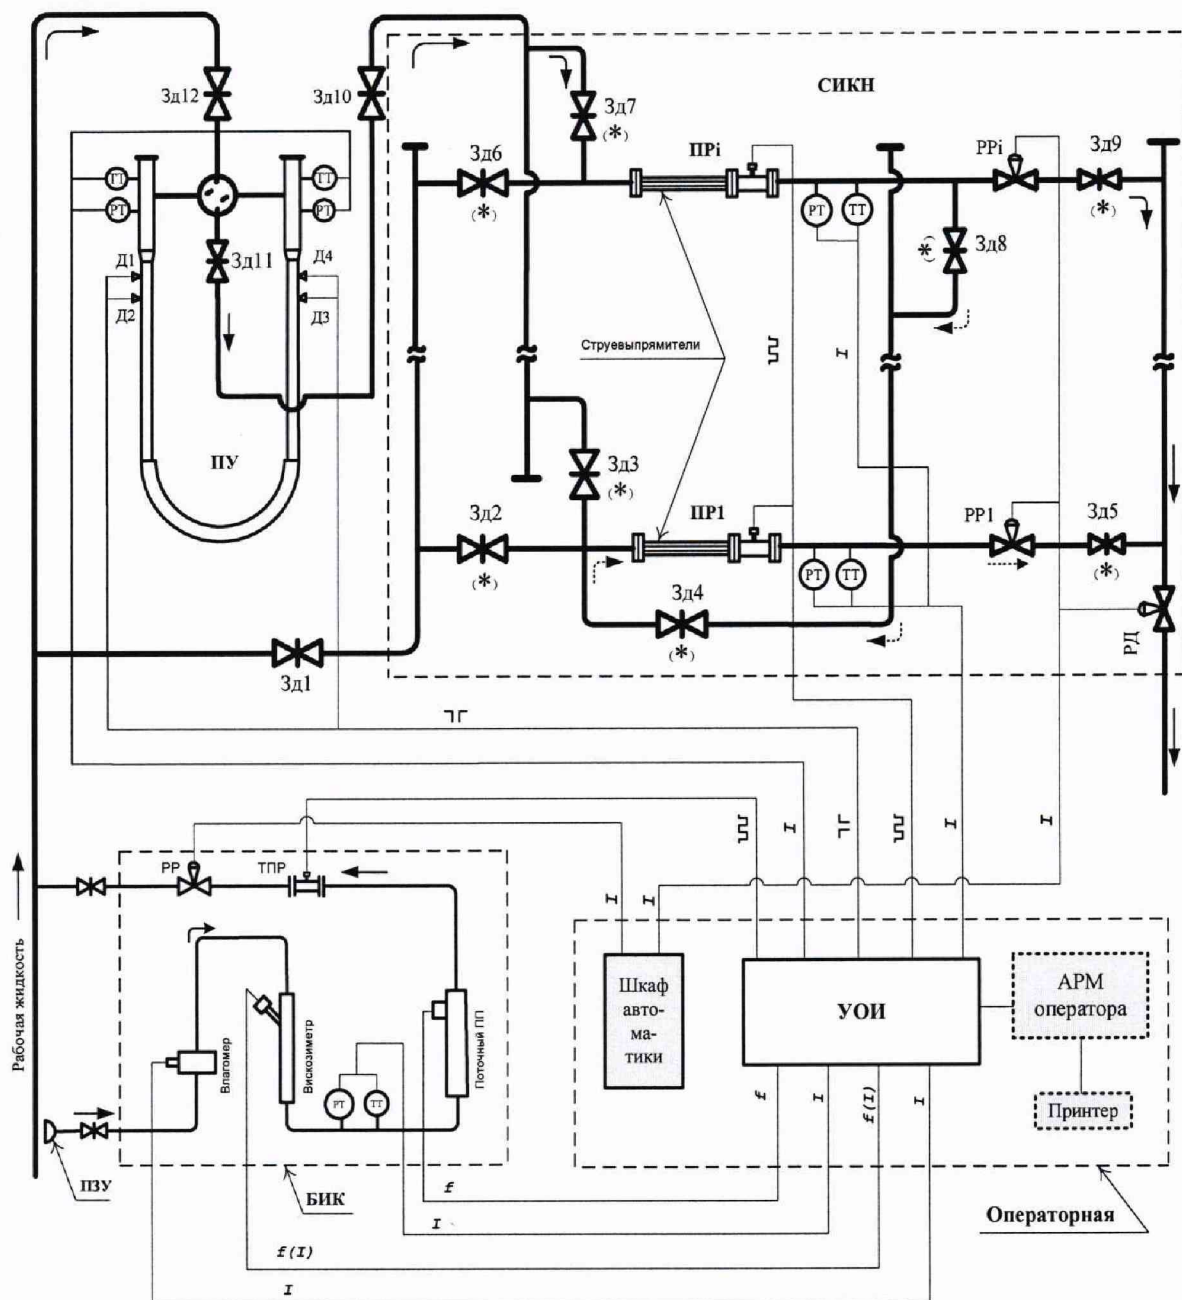 СИКН
Зд12
Зд10
Зд7
(*)
ПРi
РРi
Зд9
Зд6
(*)
(*)
ТТ
ТТ
РТ
РТ
РТ
ТТ
(*)
Зд8
Зд11
Д1
Д4
Д2
Д3
Струевыпрямители
I
ПУ
Зд3
(*)
ПР1
РР1
Зд5
Зд2
(*)
(*)
РТ
ТТ
Зд4
(*)
РД
Зд1
I
I
I
РР
ТПР
I
I
Рабочая жидкость
Шкаф
авто-
ма-
тики
УОИ
АРМ
оператора
Влагомер
Вискозиметр
Поточный ПП
РТ
ТТ
f
I
f(I)
I
Принтер
ПЗУ
БИК
f
Операторная
I
f(I)
I